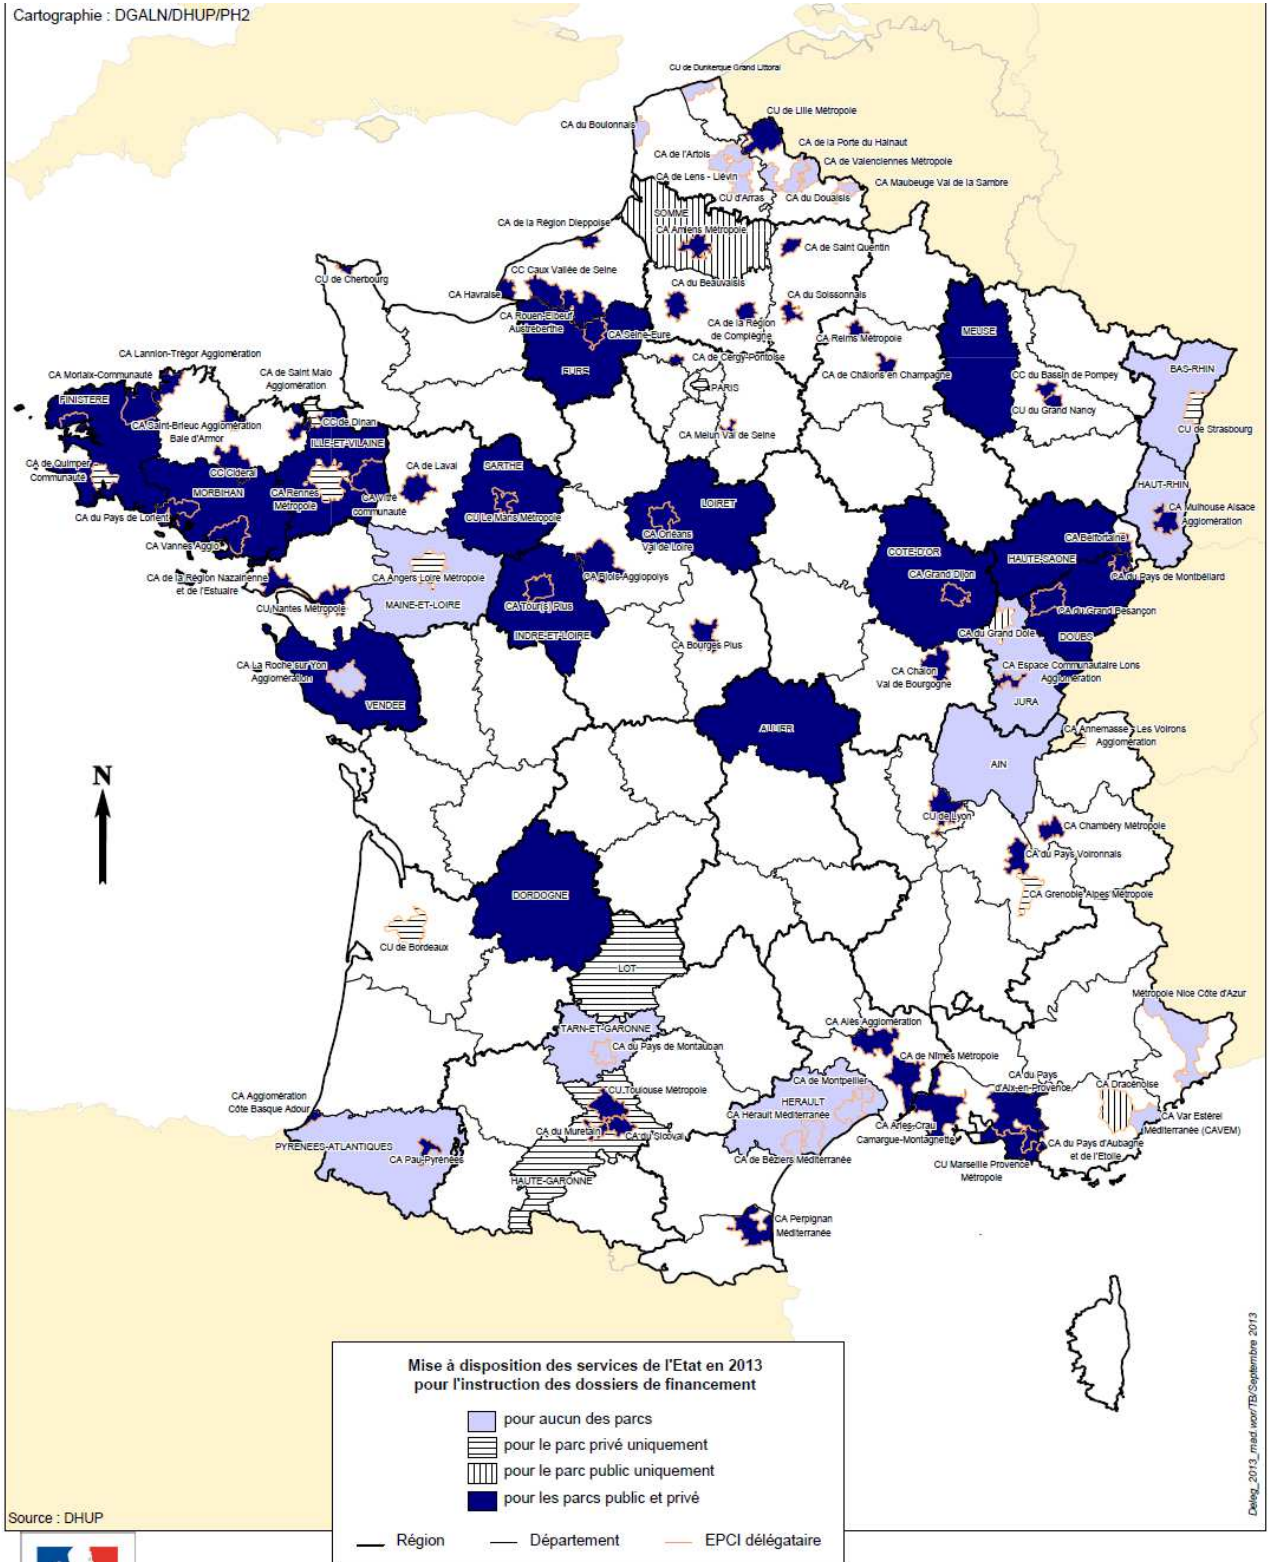 Cartographie : DGALN/DHUP/PH2
CU de Dunkerque Grand Littoral
CU de Lille Métropole
CA du Boulonnais
CA de la Porte du Hainaut
CA de l'Artois
CA de Valenciennes Métropole
CA de Lens - Liévin
CA Maubeuge Val de la Sambre
CU d'Arras
CA du Douaisis
SOMME
CA de la Région Dieppoise
CA Amiens Métropole
CA de Saint Quentin
CC Caux Vallée de Seine
CU de Cherbourg
CA du Beauvaisis
CA Havraise
CA du Soissonnais
CA Rouen-Elbeuf
Austreberthe
CA de la Région
de Compiègne
CA Seine-Eure
CA Reims Métropole
MEUSE
CA Lannion-Trégor Agglomération
CA de Cergy-Pontoise
CA de Châlons en Champagne
CC du Bassin de Pompey
BAS-RHIN
CA Morlaix-Communauté
CA de Saint Malo
Agglomération
EURE
PARIS
FINISTERE
CU du Grand Nancy
CC de Dinan
CA Saint-Brieuc Agglomération
Baie d'Armor
CU de Strasbourg
CA Melun Val de Seine
ILLE-ET-VILAINE
CA de Quimper
Communauté
CC Cideral
CA de Laval
SARTHE
HAUT-RHIN
MORBIHAN
CA Rennes
Métropole
CA Vitré
communauté
LOIRET
CA Mulhouse Alsace
Agglomération
CA du Pays de Lorient
CU Le Mans Métropole
CA Orléans
Val de Loire
CA Belfortaine
CA Vannes Agglo
COTE-D'OR
HAUTE-SAONE
CA de la Région Nazairienne
et de l'Estuaire
CA Angers Loire Métropole
CA Blois-Agglopolys
CA Grand Dijon
CA du Pays de Montbéliard
CU Nantes Métropole
MAINE-ET-LOIRE
CA Tour(s) Plus
CA du Grand Besançon
INDRE-ET-LOIRE
CA Bourges Plus
CA du Grand Dole
DOUBS
CA La Roche sur Yon
Agglomération
CA Chalon
Val de Bourgogne
CA Espace Communautaire Lons
Agglomération
VENDEE
JURA
ALLIER
CA Annemasse - Les Voirons
Agglomération
AIN
N
CU de Lyon
CA Chambéry Métropole
CA du Pays Voironnais
DORDOGNE
CA Grenoble Alpes Métropole
CU de Bordeaux
LOT
Métropole Nice Côte d'Azur
TARN-ET-GARONNE
CA Alès Agglomération
CA du Pays de Montauban
CA de Nîmes Métropole
CA Agglomération
Côte Basque Adour
CU Toulouse Métropole
CA de Montpellier
CA du Pays
d'Aix-en-Provence
CA Dracénoise
HERAULT
CA Hérault Méditerranée
CA Var Estérel
Méditerranée (CAVEM)
PYRENEES-ATLANTIQUES
CA du Muretain
CA du Sicoval
CA Arles-Crau
Camargue-Montagnette
CA Pau-Pyrénées
CA de Béziers Méditerranée
CA du Pays d'Aubagne
et de l'Etoile
CU Marseille Provence
Métropole
HAUTE-GARONNE
CA Perpignan
Méditerranée
Mise à disposition des services de l'Etat en 2013
pour l'instruction des dossiers de financement
pour aucun des parcs
pour le parc privé uniquement
pour le parc public uniquement
pour les parcs public et privé
Région
Département
EPCI délégataire
Source : DHUP
Deleg_2013_mad.wor/TB/Septembre 2013